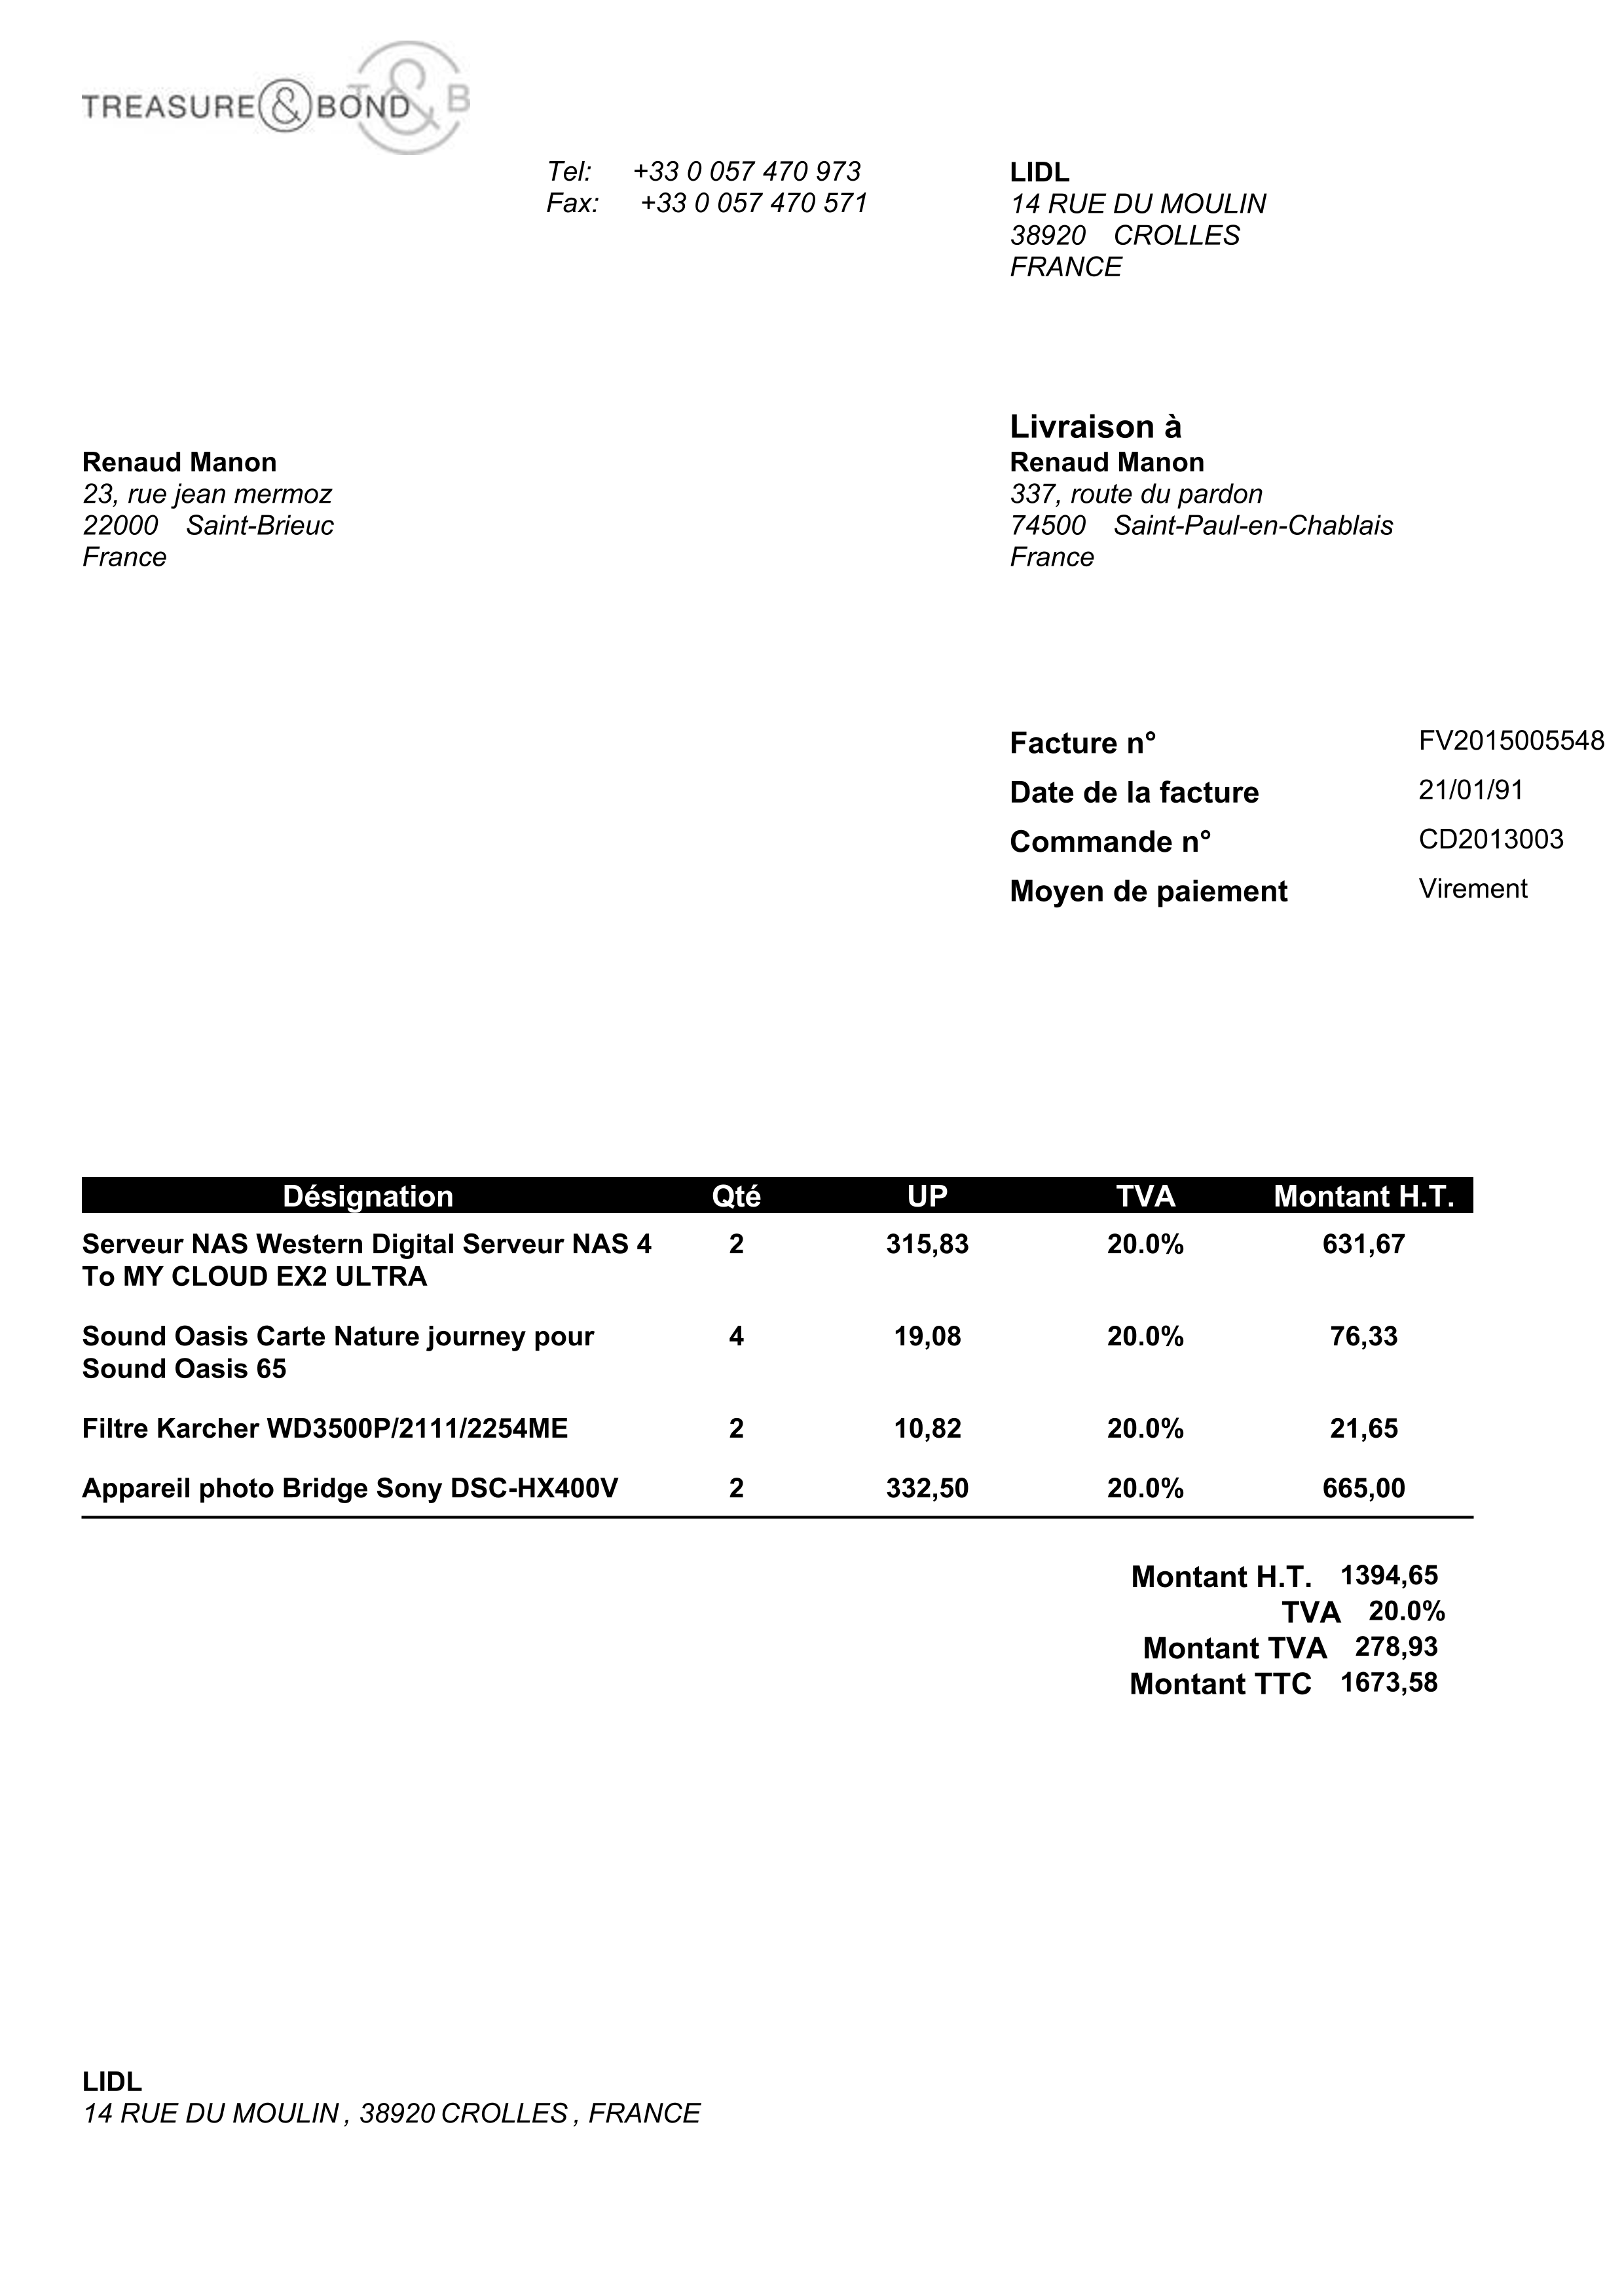 TREASURE & BOND T & B
Tel: +33 0 057 470 973
Fax: +33 0 057 470 571
LIDL
14 RUE DU MOULIN
38920 CROLLES
FRANCE
Renaud Manon
23, rue jean mermoz
22000 Saint-Brieuc
France
Livraison à
Renaud Manon
337, route du pardon
74500 Saint-Paul-en-Chablais
France
Facture n° FV2015005548
Date de la facture 21/01/91
Commande n° CD2013003
Moyen de paiement Virement
Désignation Qté UP TVA Montant H.T.
Serveur NAS Western Digital Serveur NAS 4 2 315,83 20.0% 631,67
To MY CLOUD EX2 ULTRA
Sound Oasis Carte Nature journey pour 4 19,08 20.0% 76,33
Sound Oasis 65
Filtre Karcher WD3500P/2111/2254ME 2 10,82 20.0% 21,65
Appareil photo Bridge Sony DSC-HX400V 2 332,50 20.0% 665,00
Montant H.T. 1394,65
TVA 20.0%
Montant TVA 278,93
Montant TTC 1673,58
LIDL
14 RUE DU MOULIN , 38920 CROLLES , FRANCE